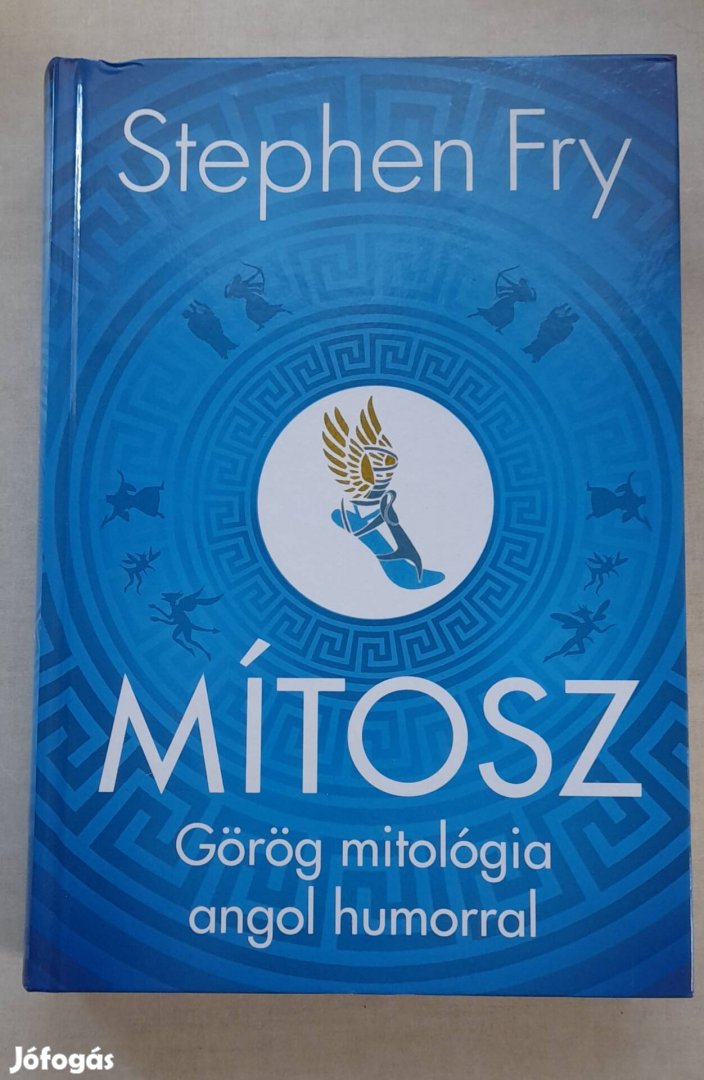 Stephen Fry
MÍTOSZ
Görög mitológia
angol humorral
Jófogás